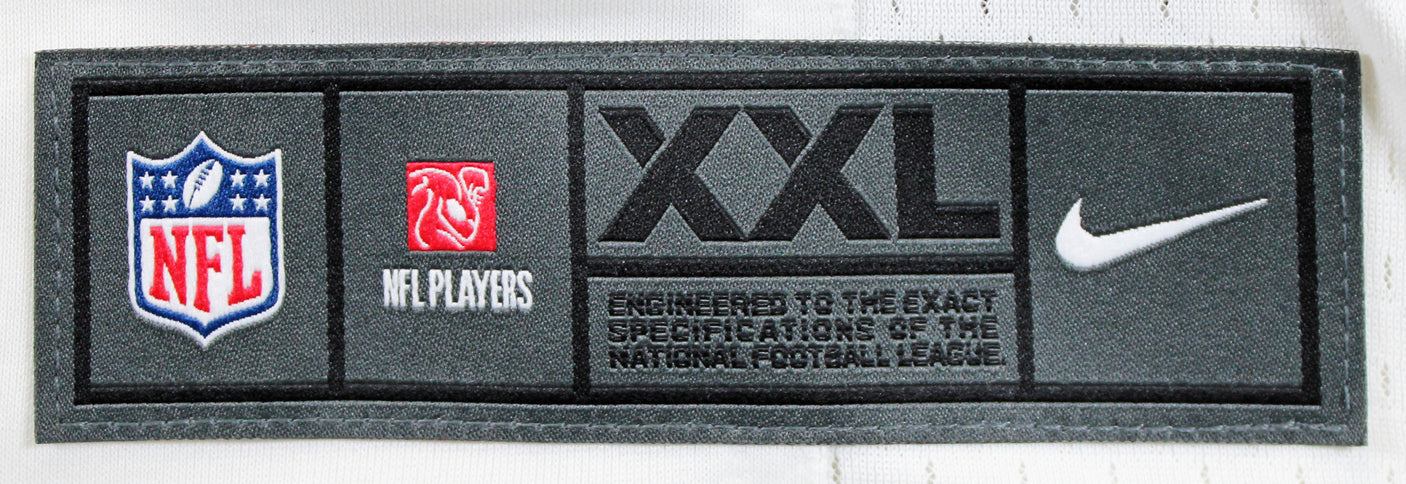 NFL
NFL PLAYERS
XXL
ENGINEERED TO THE EXACT
SPECIFICATIONS OF THE
NATIONAL FOOTBALL LEAGUE.